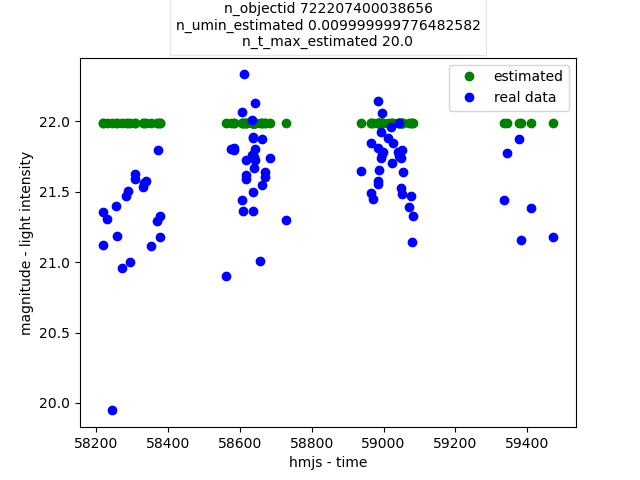 n_objectid 722207400038656
n_umin_estimated 0.009999999776482582
n_t_max_estimated 20.0
estimated
real data
magnitude - light intensity
22.0
21.5
21.0
20.5
20.0
58200 58400 58600 58800 59000 59200 59400
hmjs - time